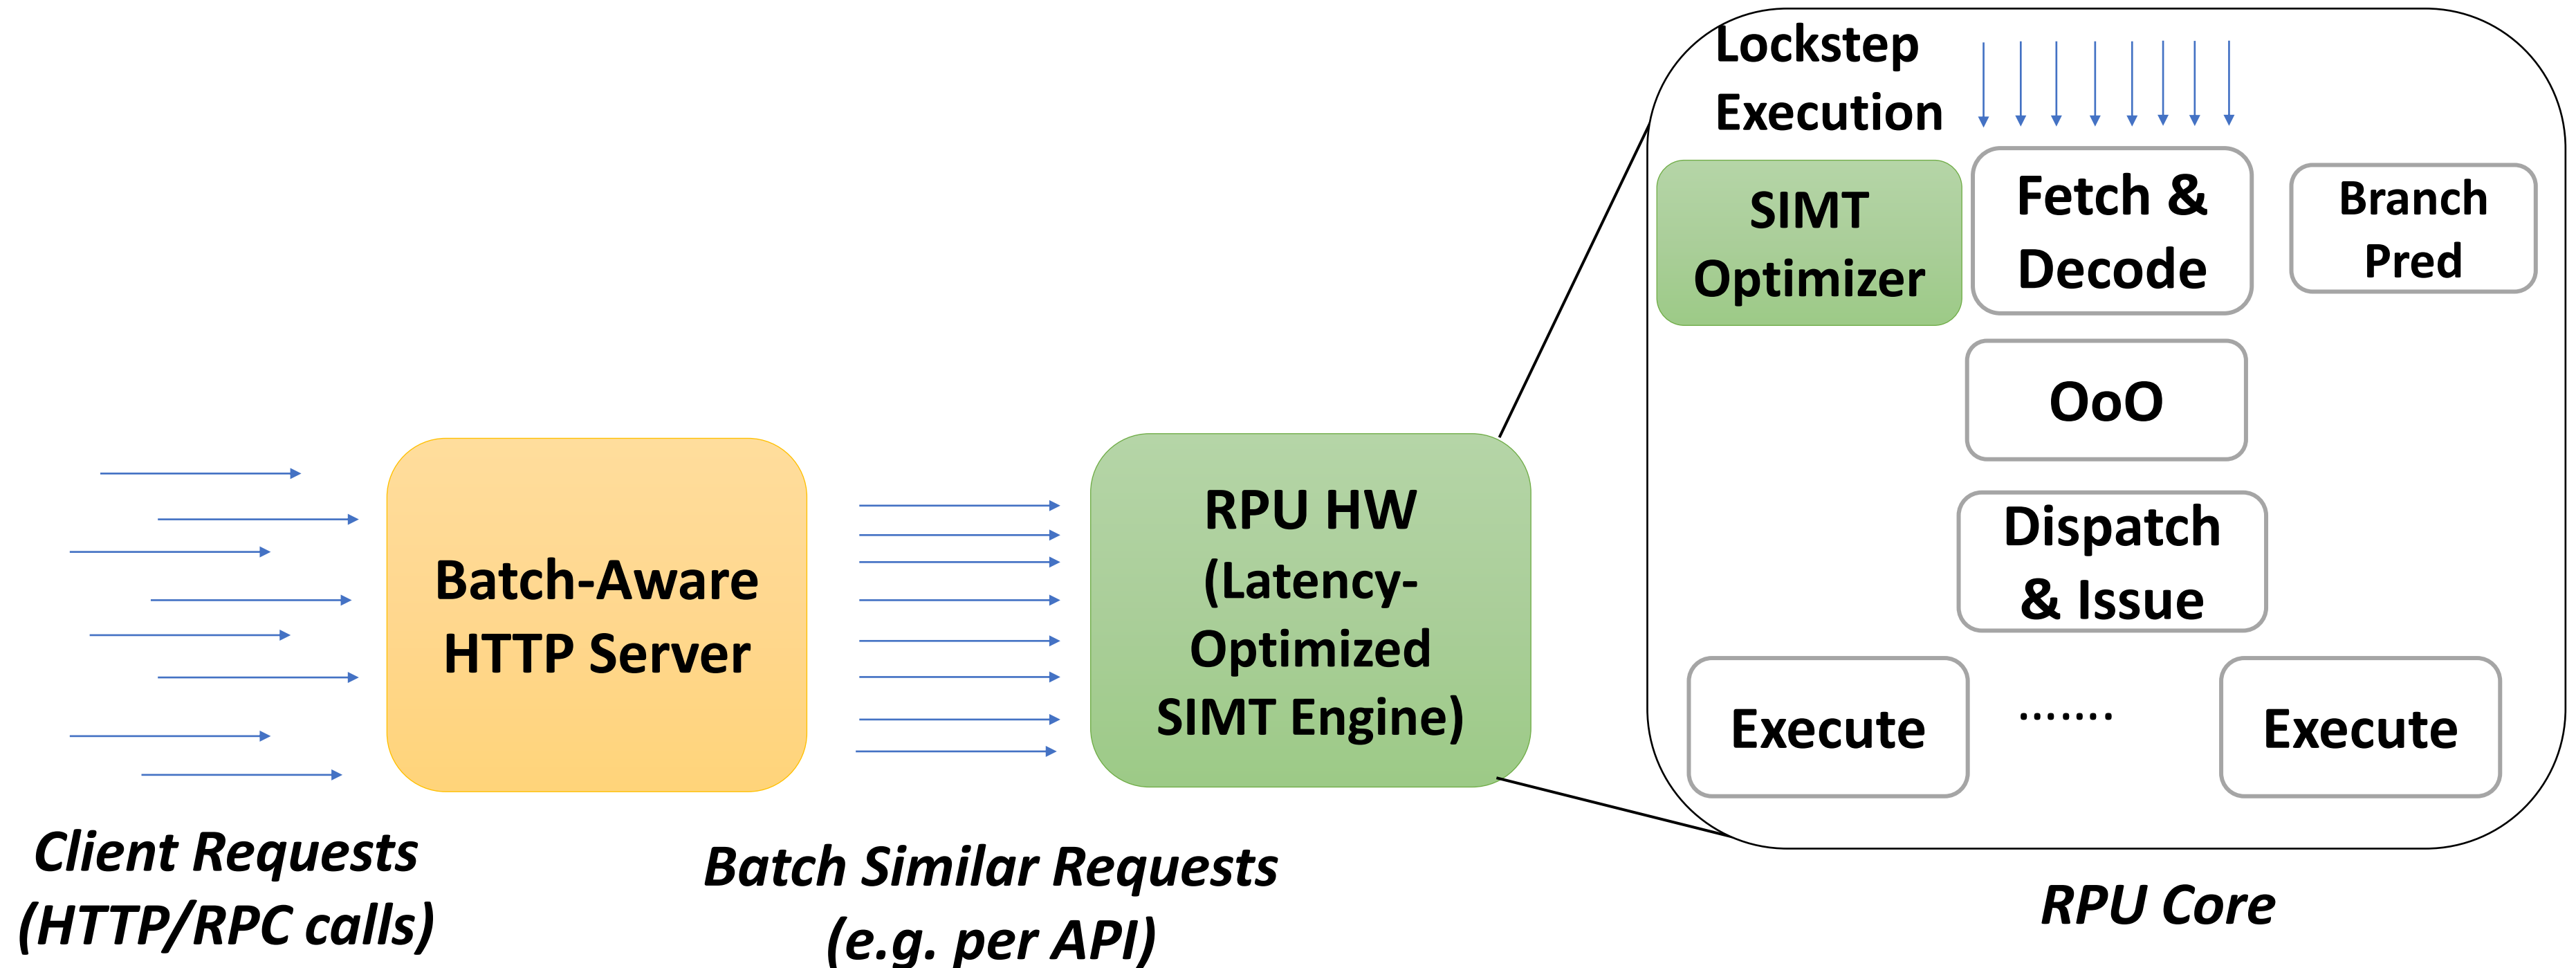 Client Requests
(HTTP/RPC calls)
Batch-Aware
HTTP Server
Batch Similar Requests
(e.g. per API)
RPU HW
(Latency-
Optimized
SIMT Engine)
Lockstep
Execution
SIMT
Optimizer
Fetch &
Decode
Branch
Pred
OoO
Dispatch
& Issue
Execute
.......
Execute
RPU Core